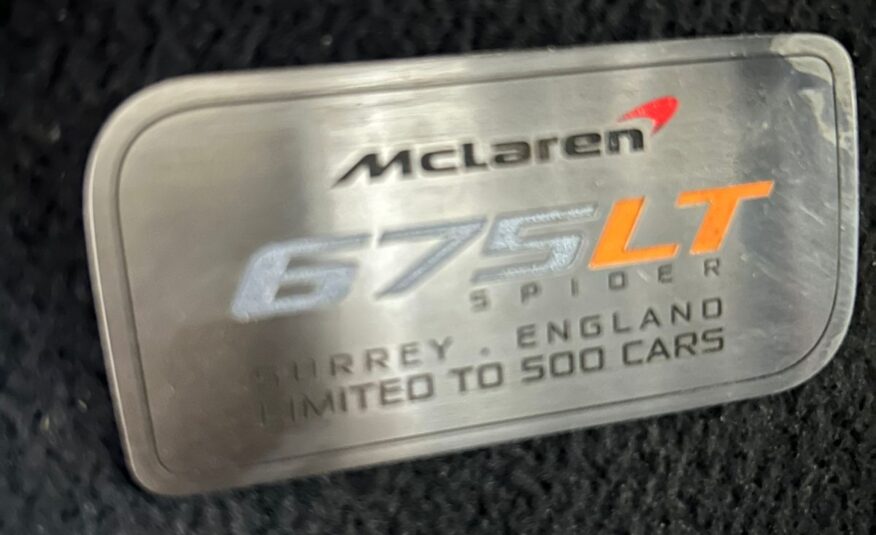 McLaren
675LT
SPIDER
SURREY . ENGLAND
LIMITED TO 500 CARS